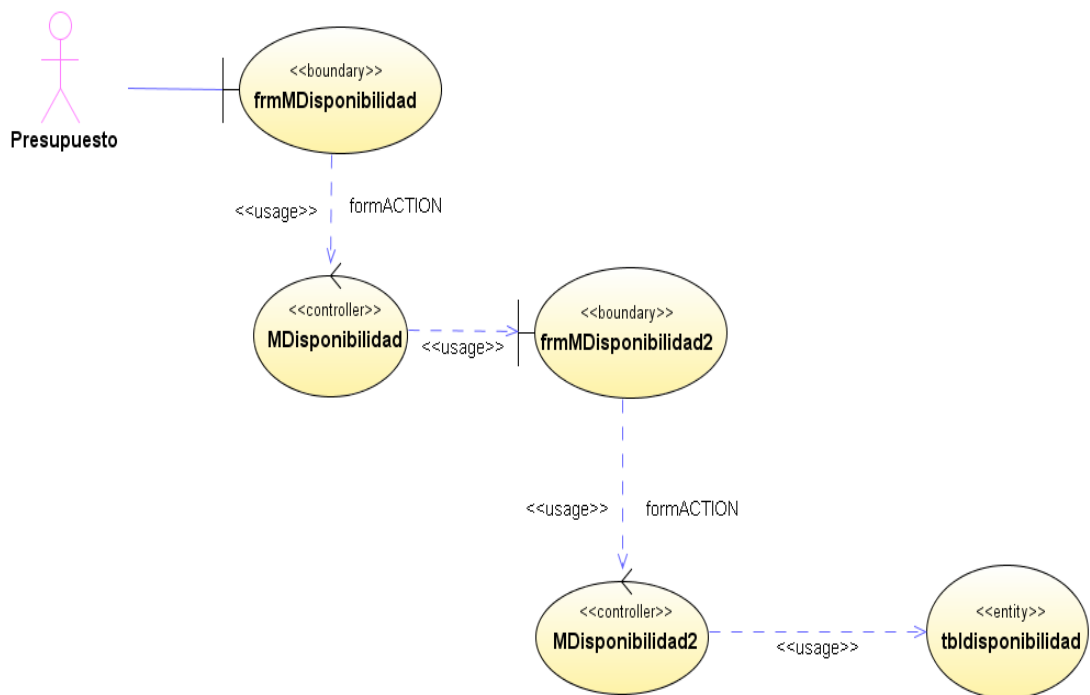 <<boundary>>
frmMDisponibilidad
Presupuesto
<<usage>>
formACTION
<<controller>>
MDisponibilidad
<<usage>>
<<boundary>>
frmMDisponibilidad2
<<usage>>
formACTION
<<controller>>
MDisponibilidad2
<<usage>>
<<entity>>
tbldisponibilidad